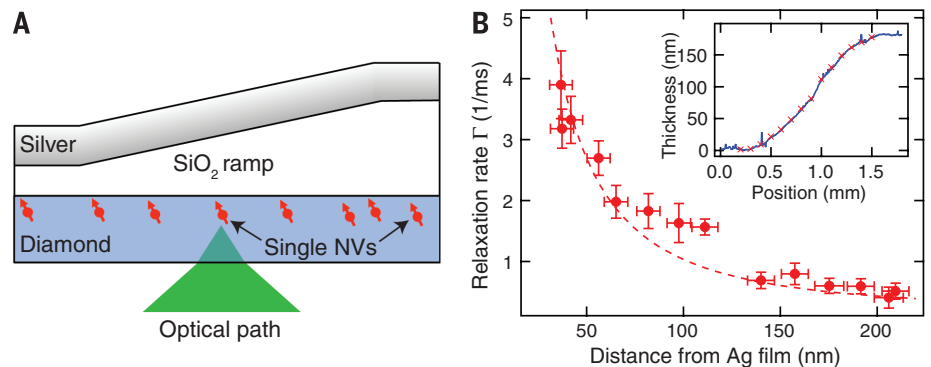 A
Silver
SiO2 ramp
Diamond
Single NVs
Optical path
B
Relaxation rate Γ (1/ms)
5
4
3
2
1
50
100
150
200
Distance from Ag film (nm)
Thickness (nm)
150
100
50
0
0.0
0.5
1.0
1.5
Position (mm)